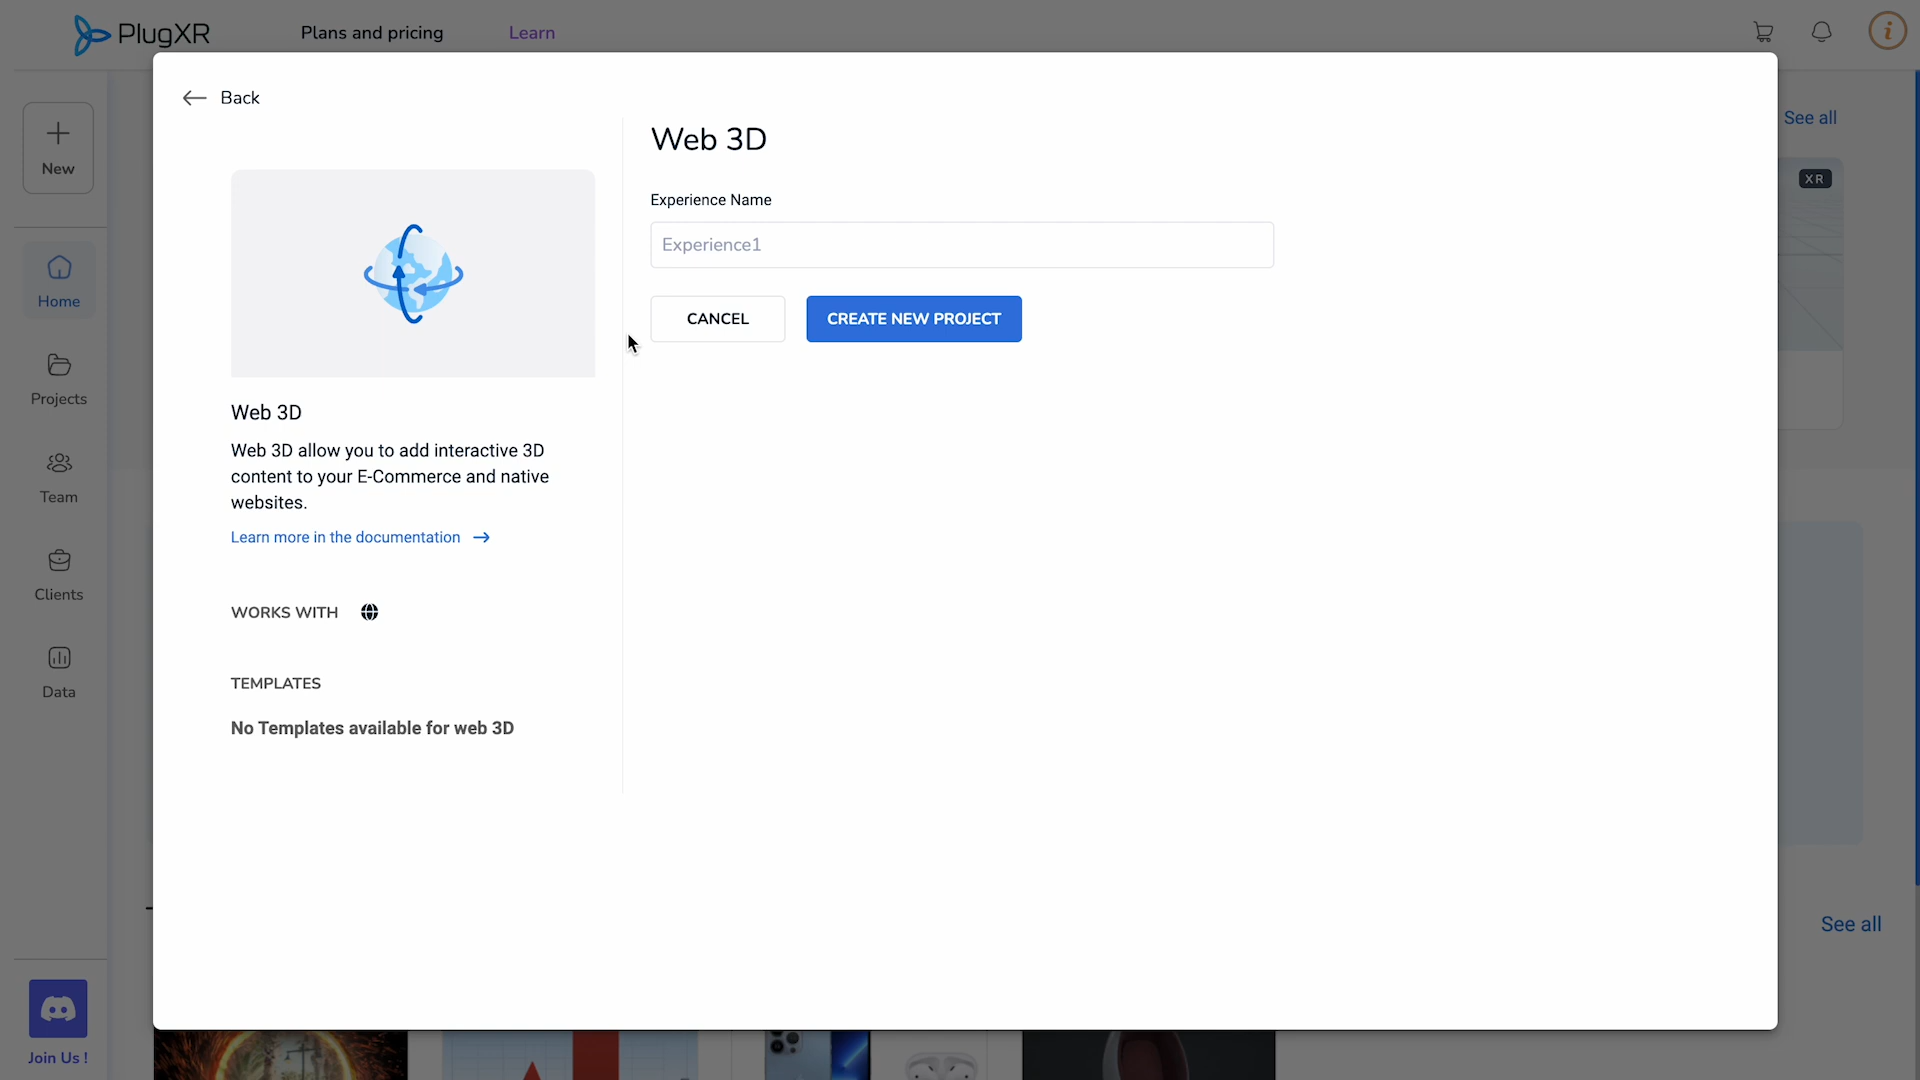 PlugXR
Plans and pricing
Learn
Back
New
Home
Projects
Team
Clients
Data
Join Us !
Web 3D
Web 3D allow you to add interactive 3D
content to your E-Commerce and native
websites.
Learn more in the documentation
WORKS WITH
TEMPLATES
No Templates available for web 3D
Web 3D
Experience Name
Experience1
CANCEL
CREATE NEW PROJECT
See all
XR
See all